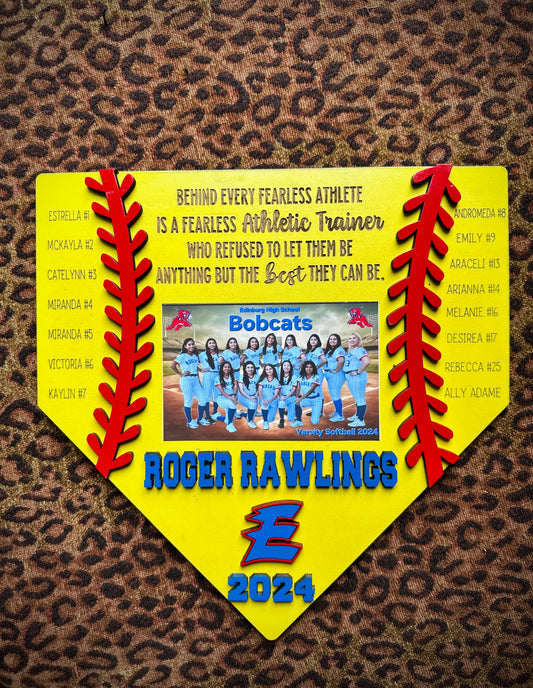 BEHIND EVERY FEARLESS ATHLETE
IS A FEARLESS Athletic Trainer
WHO REFUSED TO LET THEM BE
ANYTHING BUT THE Best THEY CAN BE.
ESTRELLA #1
MCKAYLA #2
CATELYNN #3
MIRANDA #4
MIRANDA #5
VICTORIA #6
KAYLIN #7
ANDROMEDA #8
EMILY #9
ARACELI #13
ARIANNA #14
MELANIE #16
DESIREA #17
REBECCA #25
ALLY ADAME
Edinburg High School
Bobcats
Varsity Softball 2024
ROGER RAWLINGS
E
2024